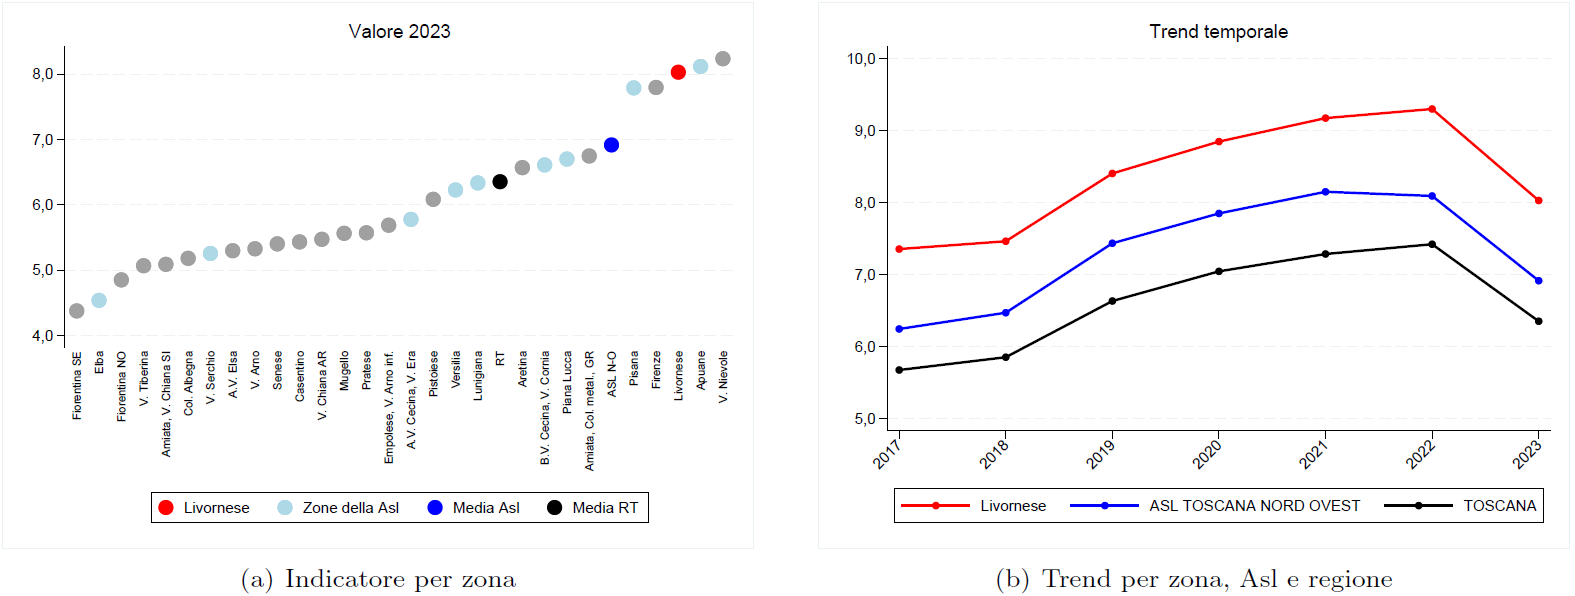 Valore 2023
8,0
7,0
6,0
5,0
4,0
Fiorentina SE
Elba
Fiorentina NO
V. Tiberina
Amiata, V. Chiana SI
Col. Albegna
V. Serchio
A.V. Elsa
V. Arno
Senese
Casentino
V. Chiana AR
Mugello
Pratese
Empolese, V. Arno inf.
A.V. Cecina, V. Era
Pistoiese
Versilia
Lunigiana
RT
Aretina
B.V. Cecina, V. Cornia
Piana Lucca
Amiata, Col. metal., GR
ASL N-O
Pisana
Firenze
Livornese
Apuane
V. Nievole
Livornese Zone della Asl Media Asl Media RT
(a) Indicatore per zona
Trend temporale
10,0
9,0
8,0
7,0
6,0
5,0
2017
2018
2019
2020
2021
2022
2023
Livornese ASL TOSCANA NORD OVEST TOSCANA
(b) Trend per zona, Asl e regione